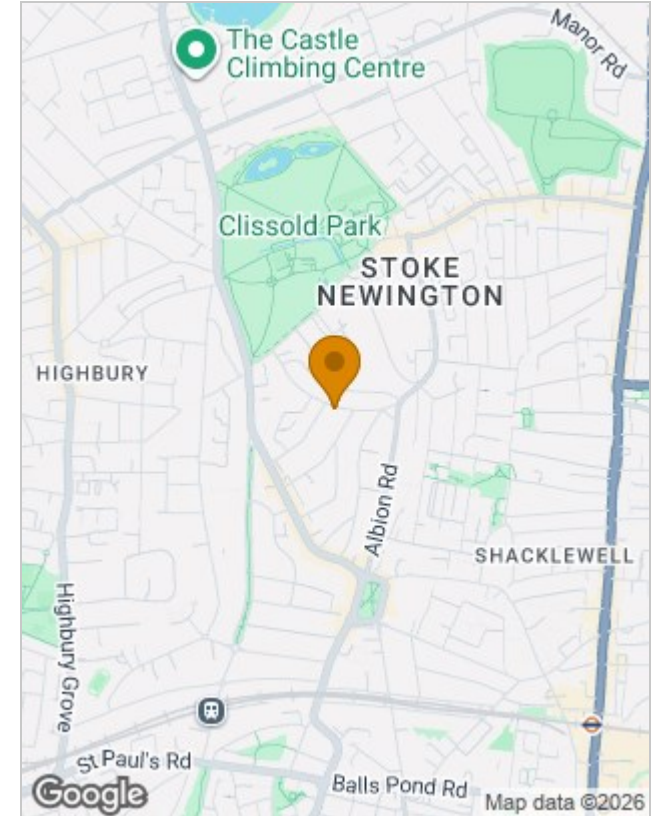 Manor Rd
The Castle
Climbing Centre
Clissold Park
STOKE
NEWINGTON
HIGHBURY
Albion Rd
SHACKLEWELL
Highbury Grove
St Paul's Rd
Balls Pond Rd
Google
Map data ©2026